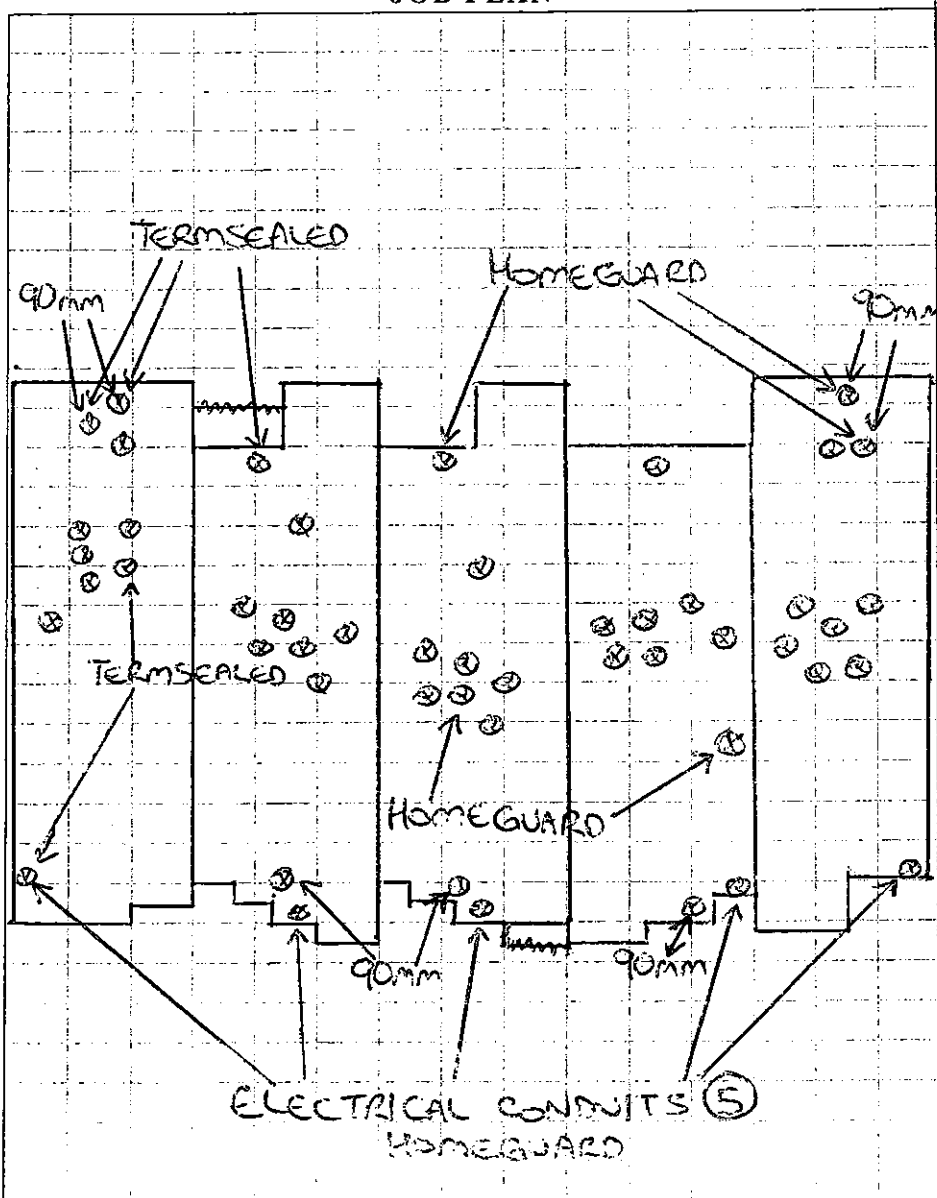 JOB PLAN
TERMSEALED
HOMEGUARD
90mm
90mm
TERMSEALED
HOMEGUARD
90mm
90mm
ELECTRICAL CONDUITS 5
HOMEGUARD